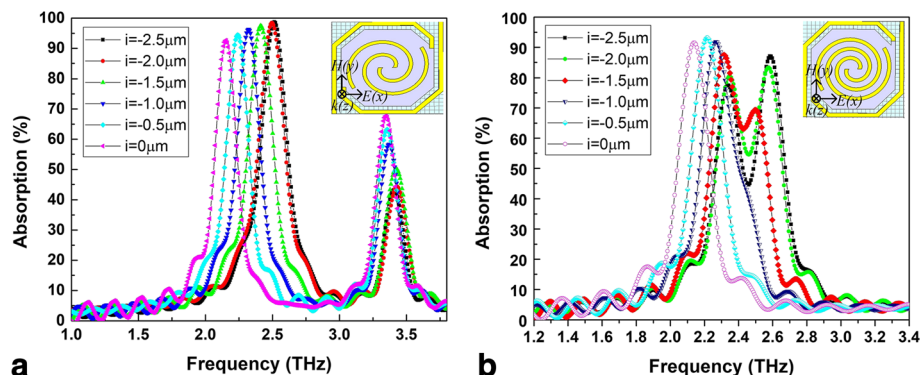 100
90
80
70
60
50
40
30
20
10
0
Absorption (%)
i=-2.5μm
i=-2.0μm
i=-1.5μm
i=-1.0μm
i=-0.5μm
i=0μm
H(y)
E(x)
k(z)
1.0 1.5 2.0 2.5 3.0 3.5
Frequency (THz)
a
100
90
80
70
60
50
40
30
20
10
0
Absorption (%)
i=-2.5μm
i=-2.0μm
i=-1.5μm
i=-1.0μm
i=-0.5μm
i=0μm
H(y)
E(x)
k(z)
1.2 1.4 1.6 1.8 2.0 2.2 2.4 2.6 2.8 3.0 3.2 3.4
Frequency (THz)
b